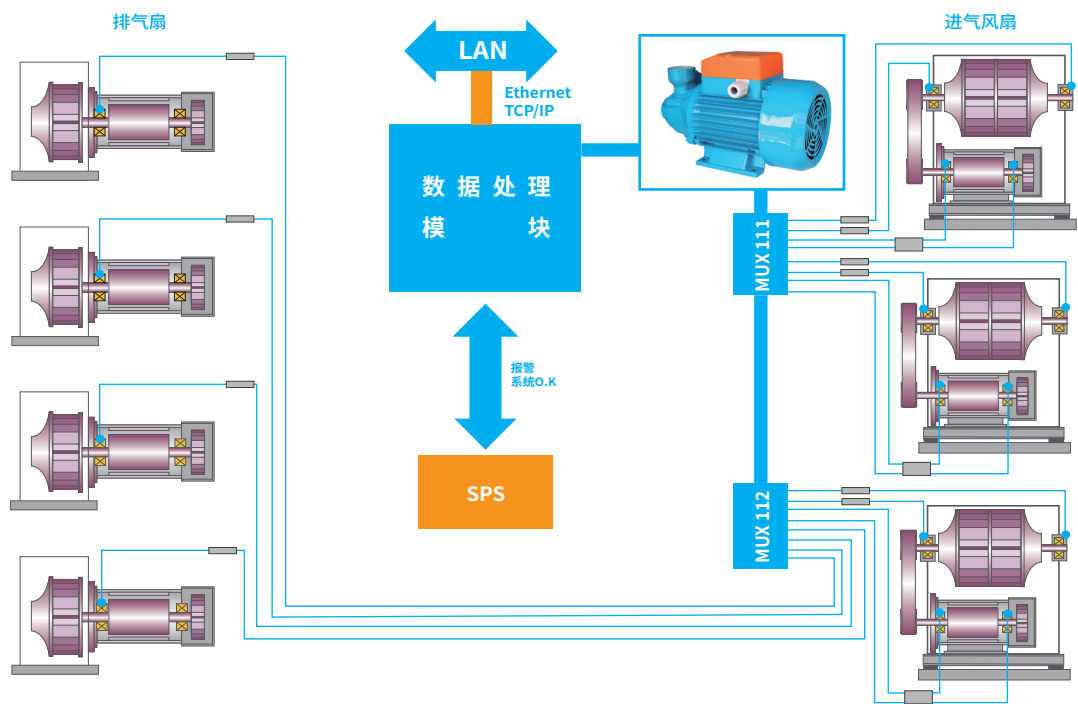 排气扇
LAN
进气风扇
Ethernet
TCP/IP
数据处理
模块
MUX 111
报警
系统O.K
SPS
MUX 112